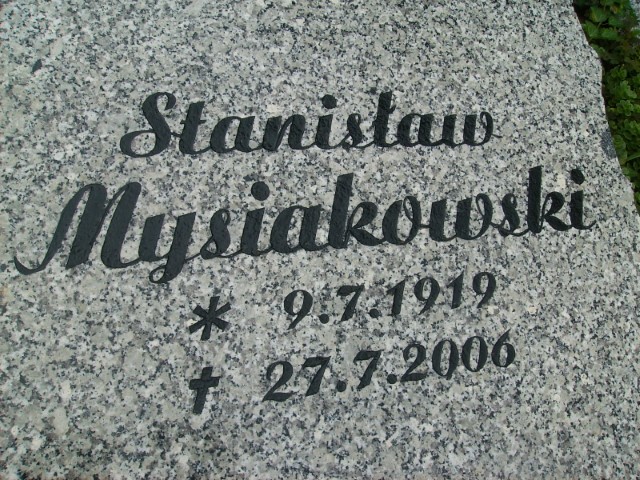 Stanisław
Mysiakowski
* 9.7.1919
† 27.7.2006